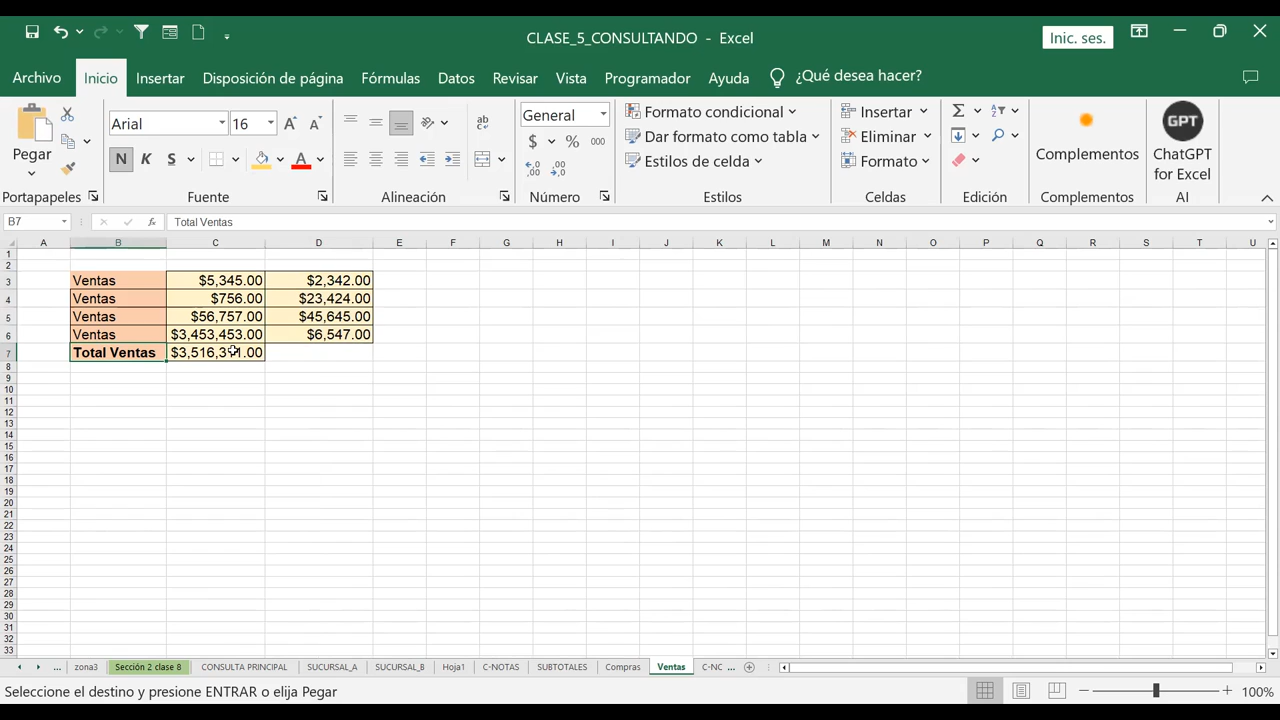 CLASE_5_CONSULTANDO - Excel
Inic. ses.
Archivo Inicio Insertar Disposición de página Fórmulas Datos Revisar Vista Programador Ayuda ¿Qué desea hacer?
Pegar
Arial 16
N K S
General
$ % 000
Formato condicional
Dar formato como tabla
Estilos de celda
Insertar
Eliminar
Formato
Complementos
GPT
ChatGPT for Excel
Portapapeles Fuente Alineación Número Estilos Celdas Edición Complementos AI
B7 fx Total Ventas
A B C D E F G H I J K L M N O P Q R S T U
1
2
3 Ventas $5,345.00 $2,342.00
4 Ventas $756.00 $23,424.00
5 Ventas $56,757.00 $45,645.00
6 Ventas $3,453,453.00 $6,547.00
7 Total Ventas
8
9
10
11
12
13
14
15
16
17
18
19
20
21
22
23
24
25
26
27
28
29
30
31
32
33
... zona3 Sección 2 clase 8 CONSULTA PRINCIPAL SUCURSAL_A SUCURSAL_B Hoja1 C-NOTAS SUBTOTALES Compras Ventas C-NC ...
Seleccione el destino y presione ENTRAR o elija Pegar 100%